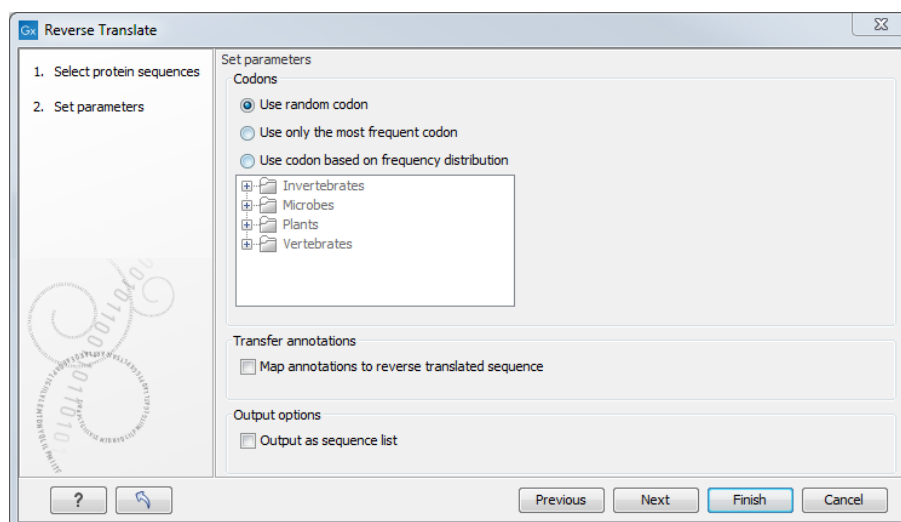 Gx Reverse Translate
1. Select protein sequences
2. Set parameters
Set parameters
Codons
Use random codon
Use only the most frequent codon
Use codon based on frequency distribution
Invertebrates
Microbes
Plants
Vertebrates
Transfer annotations
Map annotations to reverse translated sequence
Output options
Output as sequence list
?
Previous
Next
Finish
Cancel